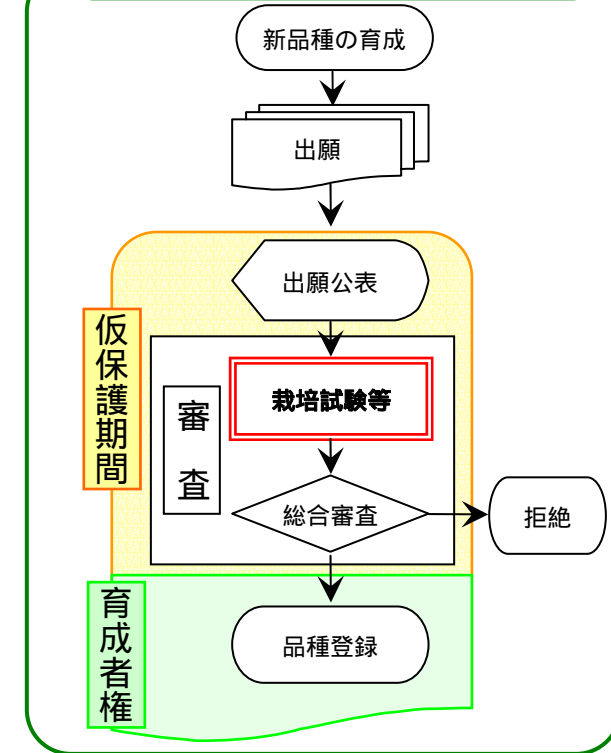 新品種の育成
出願
出願公表
仮保護期間
栽培試験等
審査
総合審査
拒絶
育成者権
品種登録